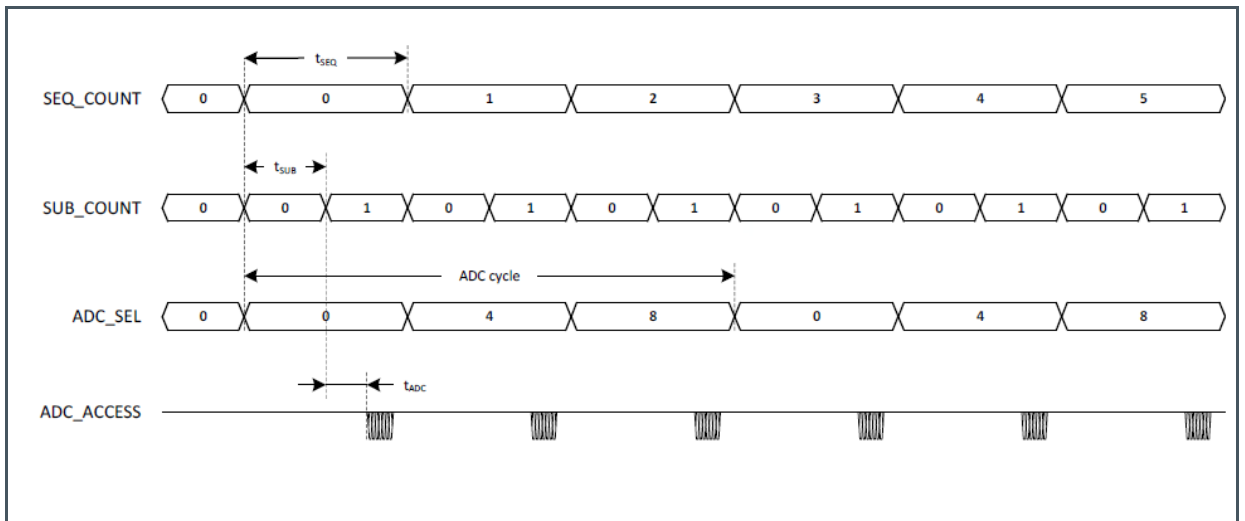 tSEQ
SEQ_COUNT 0 0 1 2 3 4 5
tSUB
SUB_COUNT 0 0 1 0 1 0 1 0 1 0 1 0 1
ADC cycle
ADC_SEL 0 0 4 8 0 4 8
tADC
ADC_ACCESS